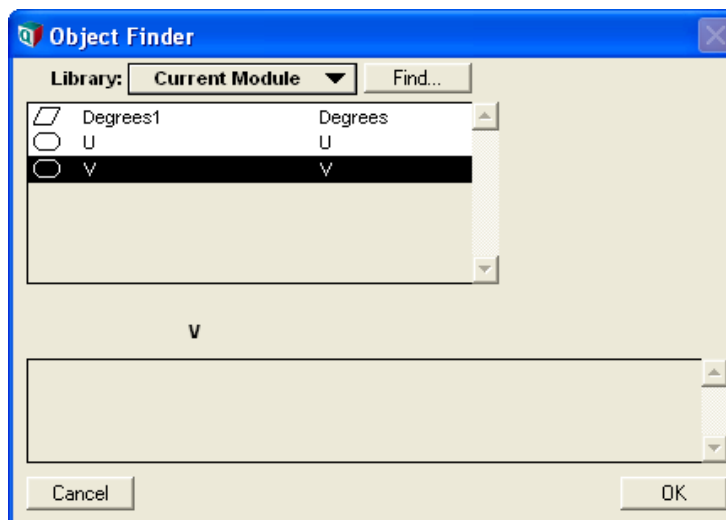 Object Finder
Library: Current Module Find...
Degrees1 Degrees
U U
V V
V
Cancel OK